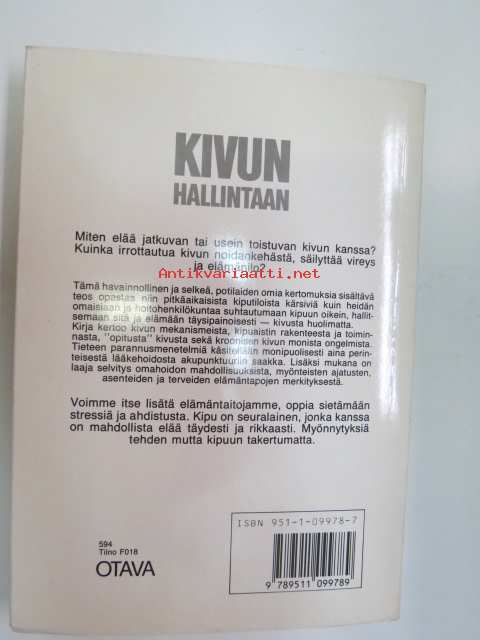 KIVUN
HALLINTAAN
Miten elää jatkuvan tai usein toistuvan kivun kanssa?
Kuinka irrottautua kivun noidankehästä, säilyttää vireys
ja elämänilo?
Antikvariaatti.net
Tämä havainnollinen ja selkeä, potilaiden omia kertomuksia sisältävä
teos opastaa niin pitkäaikaisista kiputiloista kärsiviä kuin heidän
omaisiaan ja hoitohenkilökuntaa suhtautumaan kipuun oikein, hallit-
semaan sitä ja elämään täysipainoisesti — kivusta huolimatta.
Kirja kertoo kivun mekanismeista, kipuaistin rakenteesta ja toimin-
nasta, "opitusta" kivusta sekä kroonisen kivun monista ongelmista.
Tieteen parannusmenetelmiä käsitellään monipuolisesti aina perin-
teisestä lääkehoidosta akupunktuuriin saakka. Lisäksi mukana on
laaja selvitys omahoidon mahdollisuuksista, myönteisten ajatusten,
asenteiden ja terveiden elämäntapojen merkityksestä.
Voimme itse lisätä elämäntaitojamme, oppia sietämään
stressiä ja ahdistusta. Kipu on seuralainen, jonka kanssa
on mahdollista elää täydesti ja rikkaasti. Myönnytyksiä
tehden mutta kipuun takertumatta.
ISBN 951-1-09978-7
594
Tilno F018
OTAVA
9 789511 099789